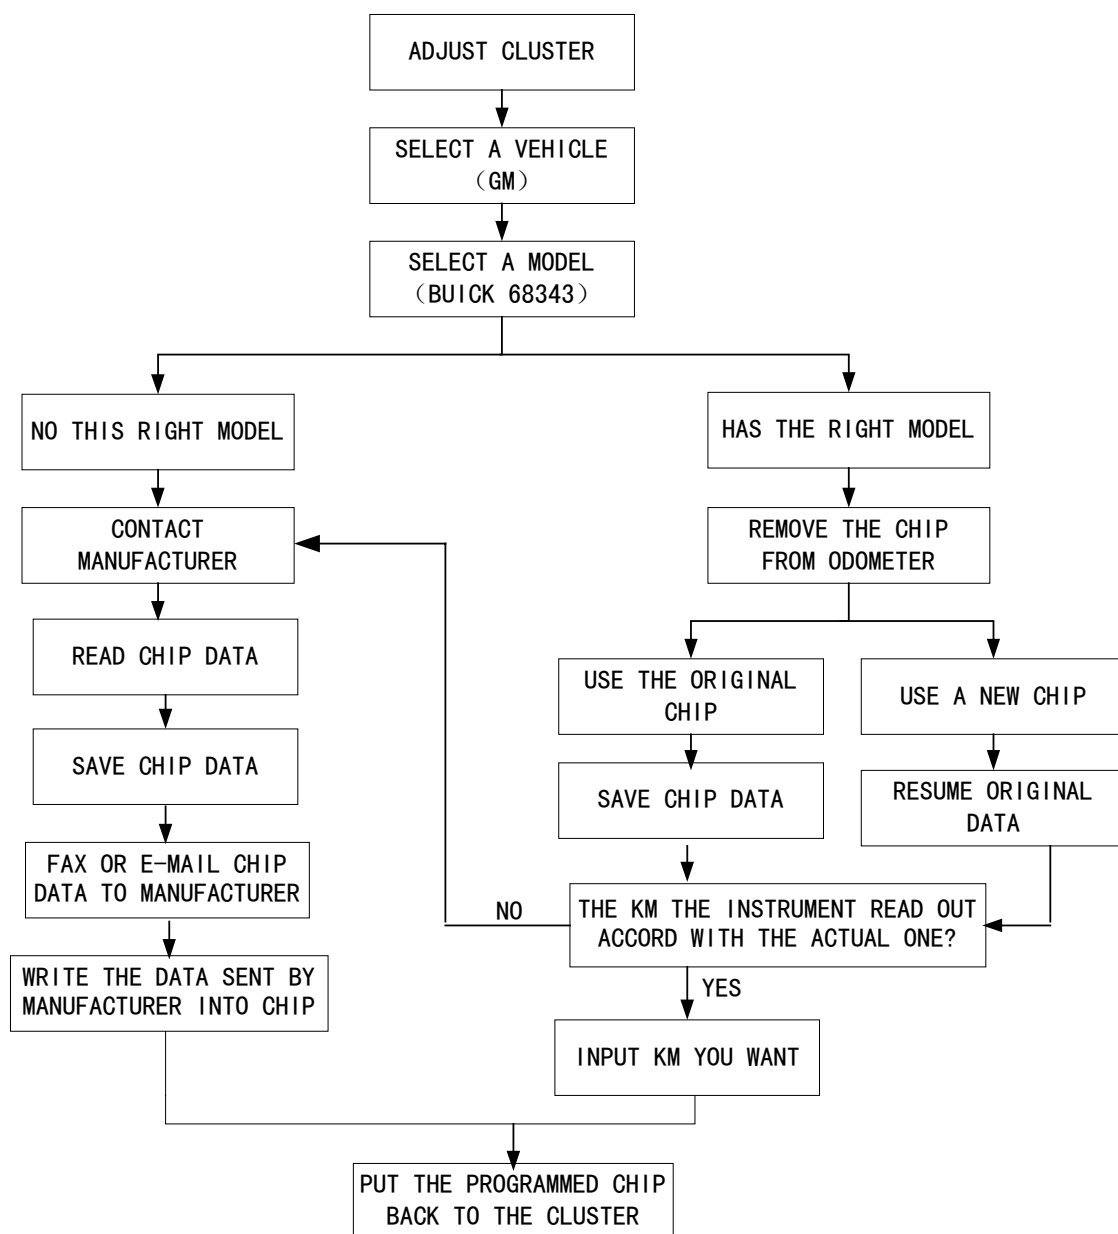 ADJUST CLUSTER
SELECT A VEHICLE
(GM)
SELECT A MODEL
(BUICK 68343)
NO THIS RIGHT MODEL
HAS THE RIGHT MODEL
CONTACT
MANUFACTURER
REMOVE THE CHIP
FROM ODOMETER
READ CHIP DATA
USE THE ORIGINAL
CHIP
USE A NEW CHIP
SAVE CHIP DATA
SAVE CHIP DATA
RESUME ORIGINAL
DATA
FAX OR E-MAIL CHIP
DATA TO MANUFACTURER
NO
THE KM THE INSTRUMENT READ OUT
ACCORD WITH THE ACTUAL ONE?
WRITE THE DATA SENT BY
MANUFACTURER INTO CHIP
YES
INPUT KM YOU WANT
PUT THE PROGRAMMED CHIP
BACK TO THE CLUSTER